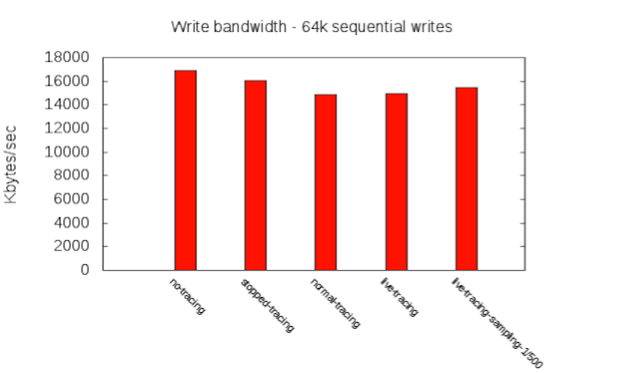 Write bandwidth - 64k sequential writes
Kbytes/sec
18000
16000
14000
12000
10000
8000
6000
4000
2000
0
no-tracing
stopped-tracing
normal-tracing
live-tracing
live-tracing-sampling-1/500